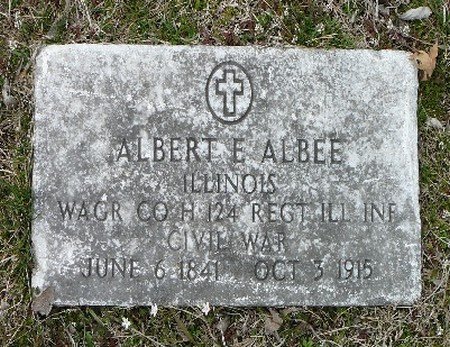 ALBERT E ALBEE
ILLINOIS
WAGR CO H 124 REGT ILL INF
CIVIL WAR
JUNE 6 1841 OCT 3 1915